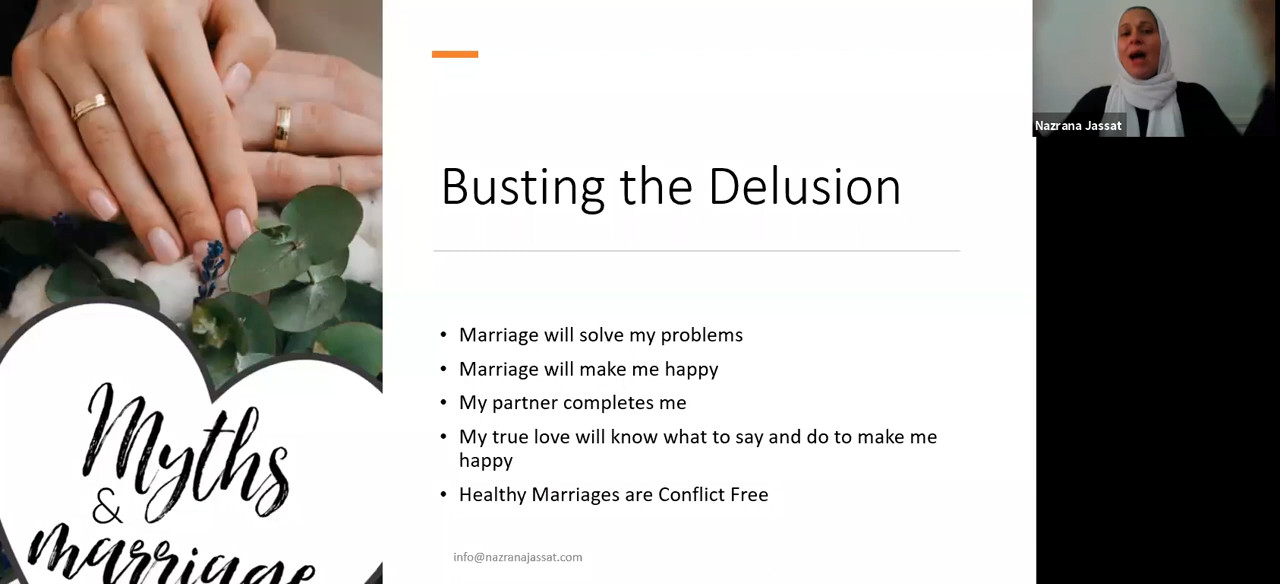 Busting the Delusion
• Marriage will solve my problems
• Marriage will make me happy
• My partner completes me
• My true love will know what to say and do to make me
happy
• Healthy Marriages are Conflict Free
info@nazranajassat.com
Myths
&
marriage
Nazrana Jassat